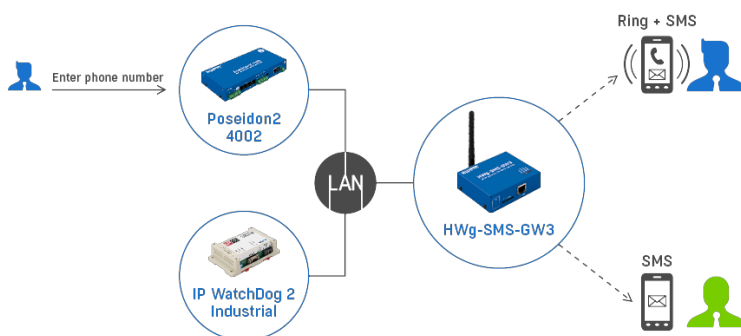 Ring + SMS
Enter phone number
Poseidon2
4002
LAN
HWg-SMS-GW3
SMS
IP WatchDog 2
Industrial